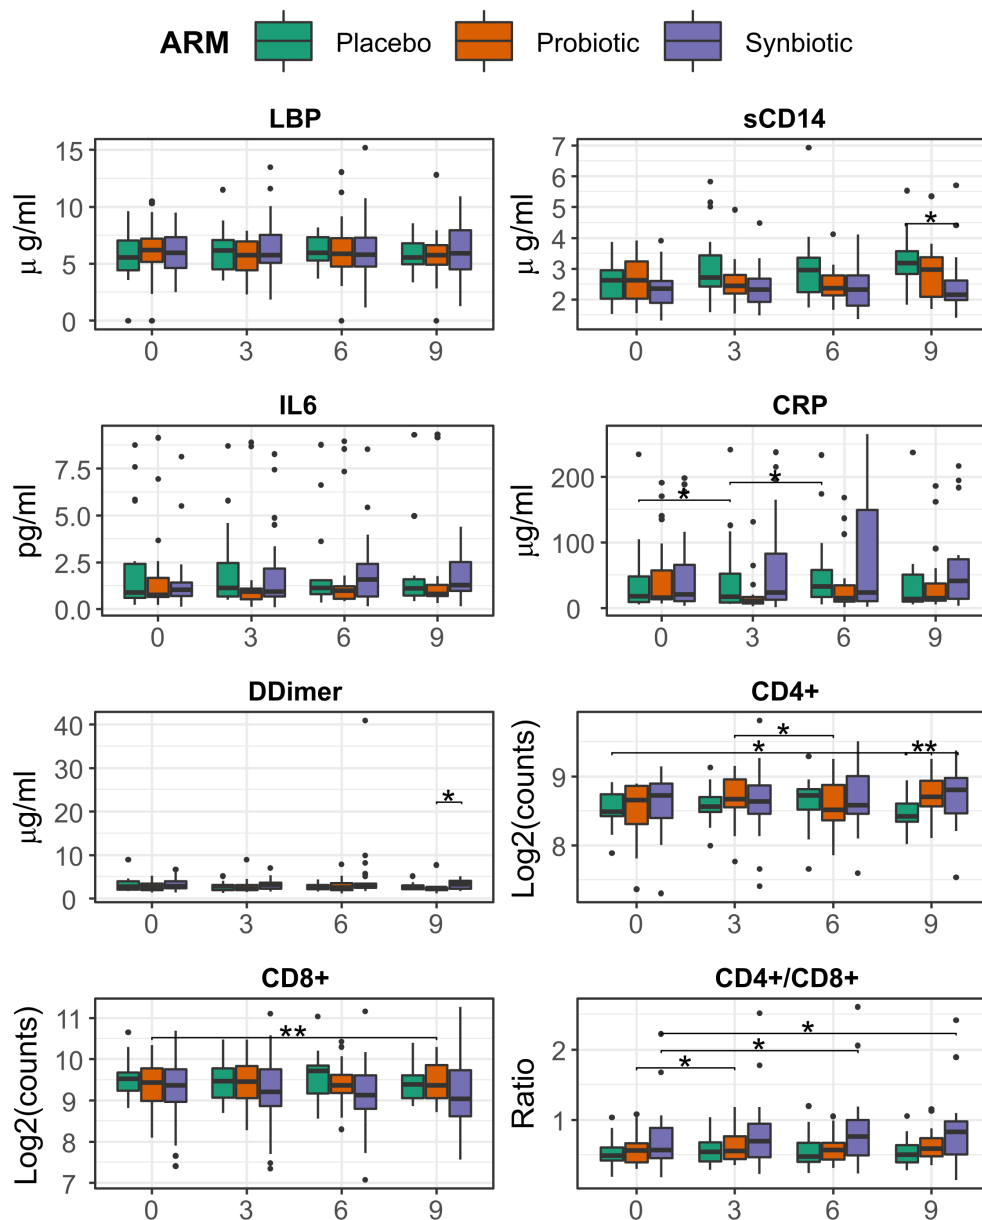 ARM Placebo Probiotic Synbiotic
LBP
μ g/ml
15
10
5
0
0 3 6 9
sCD14
μ g/ml
7
6
5
4
3
2
*
0 3 6 9
IL6
pg/ml
7.5
5.0
2.5
0.0
0 3 6 9
CRP
μg/ml
200
100
0
* *
0 3 6 9
DDimer
μg/ml
40
30
20
10
0
*
0 3 6 9
CD4+
Log2(counts)
9
8
* * **
0 3 6 9
CD8+
Log2(counts)
11
10
9
8
7
**
0 3 6 9
CD4+/CD8+
Ratio
2
1
* * *
0 3 6 9